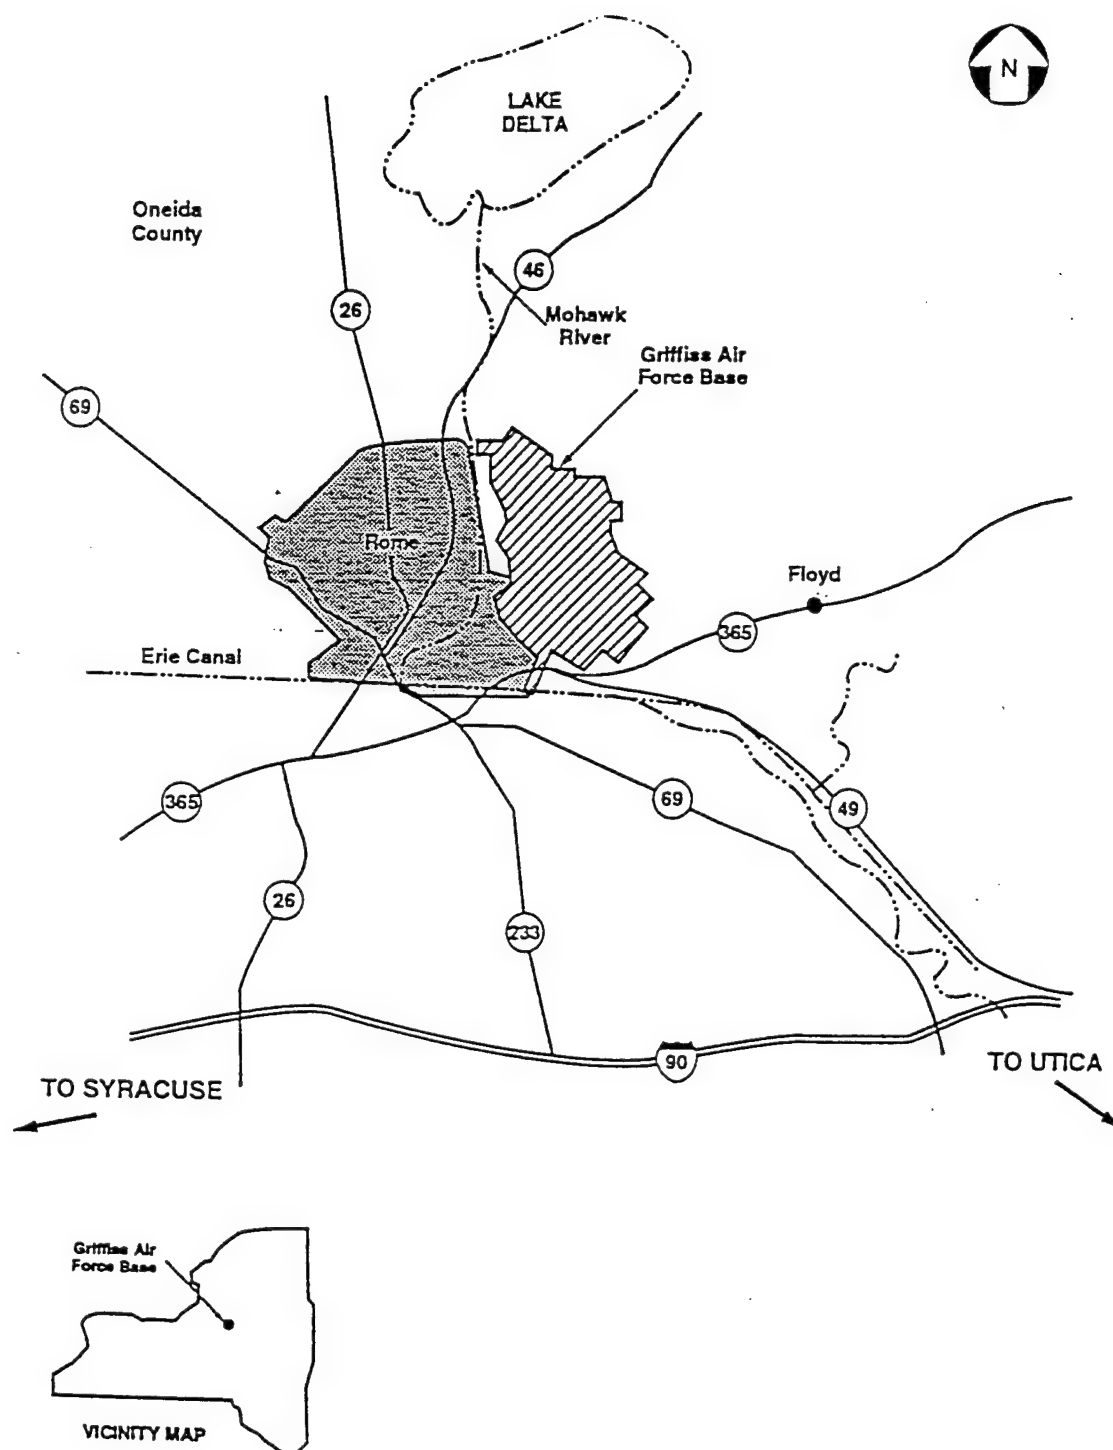 N
LAKE
DELTA
Oneida
County
46
26
Mohawk
River
Griffiss Air
Force Base
69
Rome
Floyd
365
Erie Canal
365
69
49
26
233
90
TO SYRACUSE
TO UTICA
Griffiss Air
Force Base
VICINITY MAP